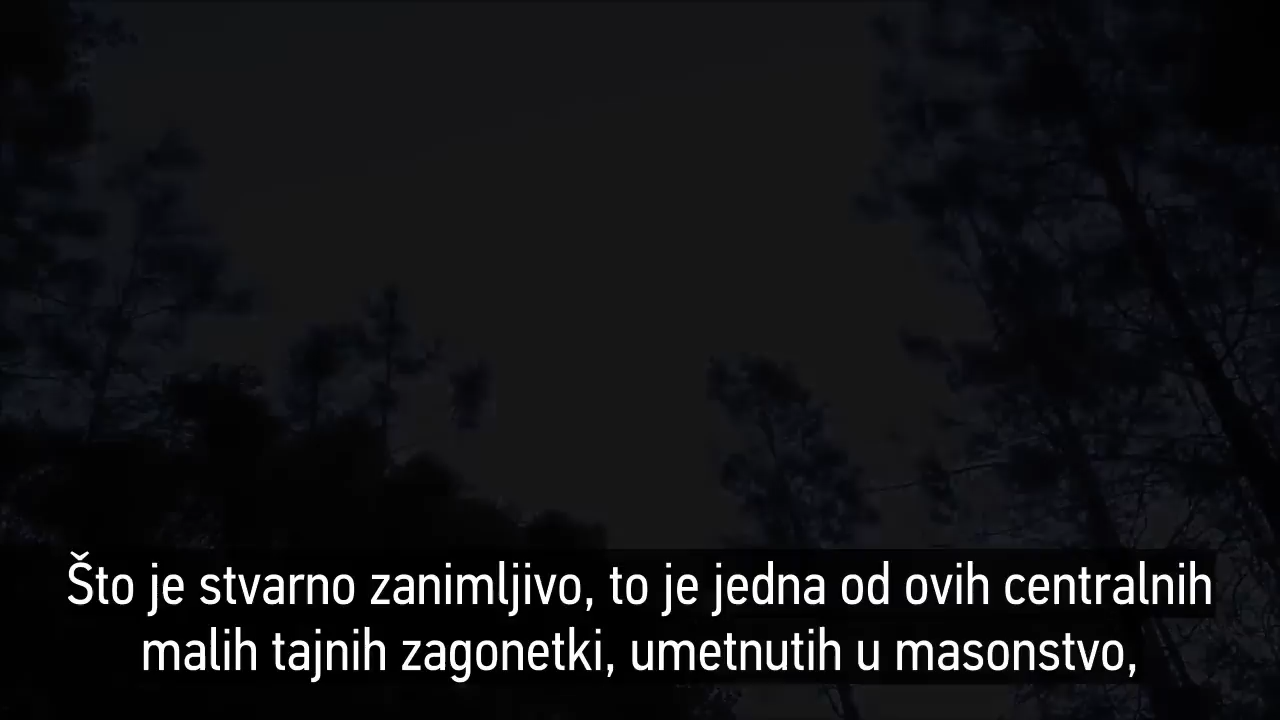 Što je stvarno zanimljivo, to je jedna od ovih centralnih
malih tajnih zagonetki, umetnutih u masonstvo,